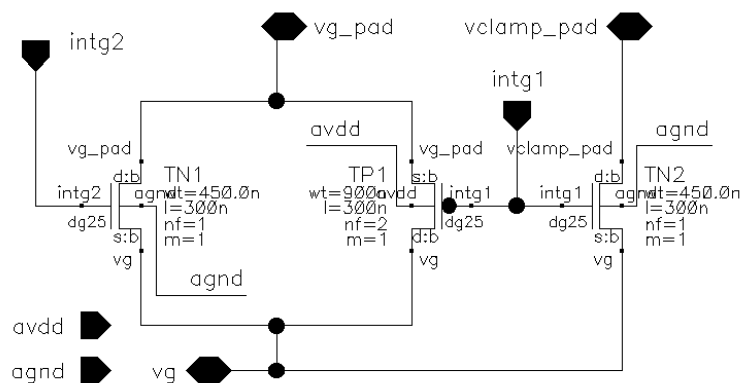 intg2
vg_pad
vclamp_pad
intg1
avdd
agnd
vg_pad
vg_pad
vclamp_pad
d:b
TN1
TP1
s:b
d:b
TN2
intg2
agnd
wt=450.0n
wt=900n
avdd
intg1
intg1
agnd
wt=450.0n
l=300n
l=300n
l=300n
dg25
nf=1
nf=2
dg25
dg25
nf=1
s:b
m=1
m=1
d:b
s:b
m=1
vg
vg
vg
agnd
avdd
agnd
vg